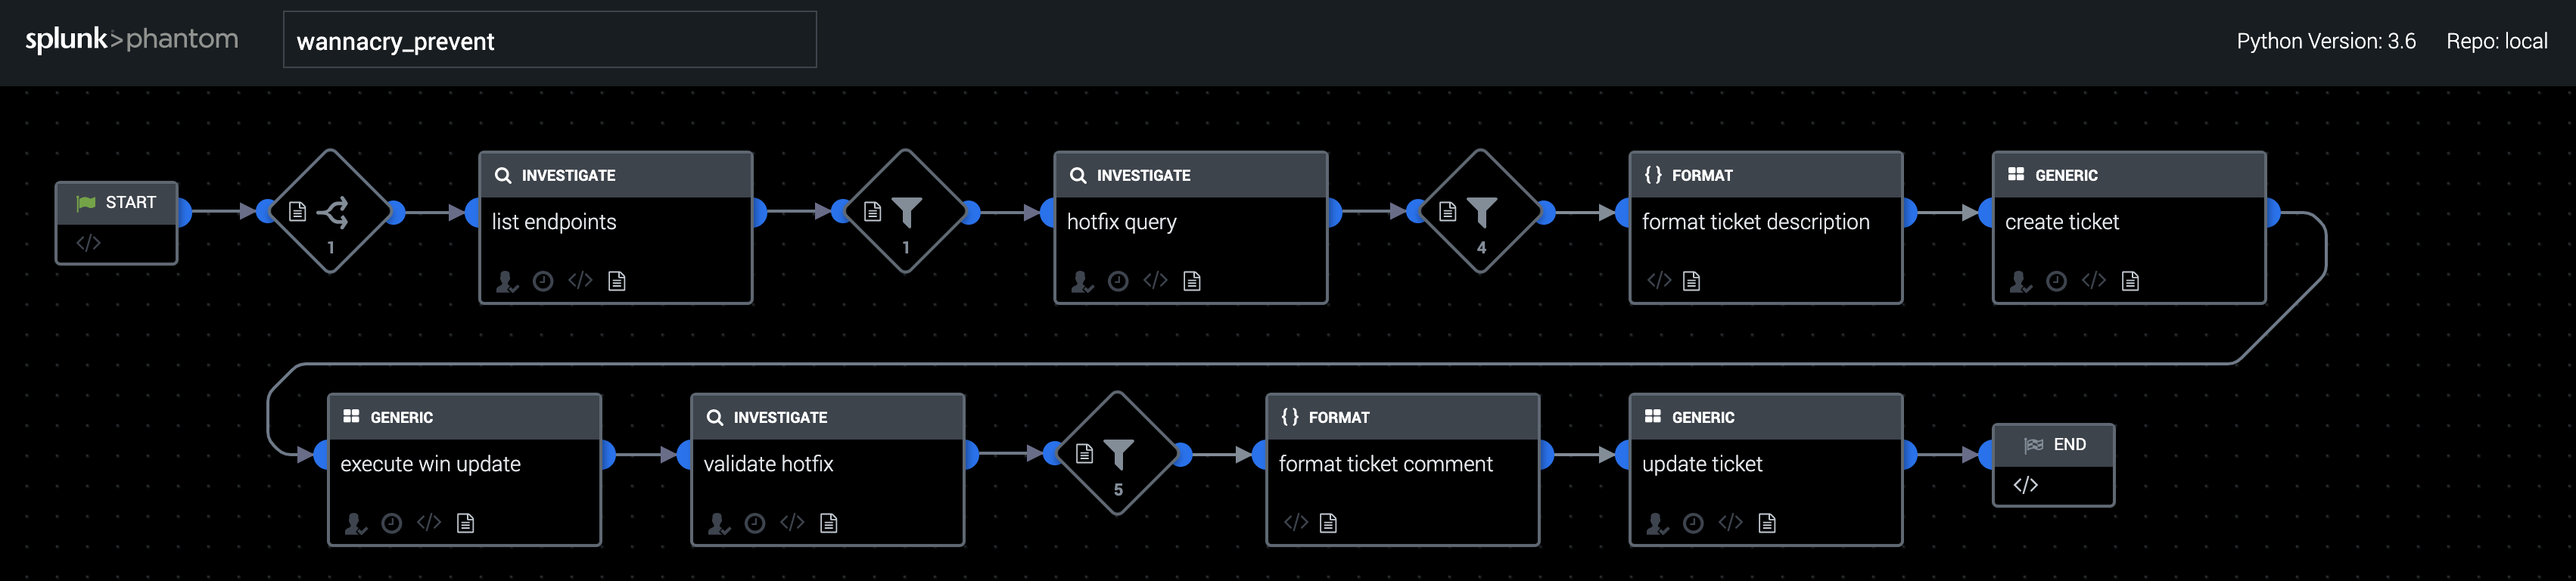 splunk>phantom
wannacry_prevent
Python Version: 3.6 Repo: local
START
</>
1
INVESTIGATE
list endpoints
</>
1
INVESTIGATE
hotfix query
</>
4
{} FORMAT
format ticket description
</>
GENERIC
create ticket
</>
GENERIC
execute win update
</>
INVESTIGATE
validate hotfix
</>
5
{} FORMAT
format ticket comment
</>
GENERIC
update ticket
</>
END
</>